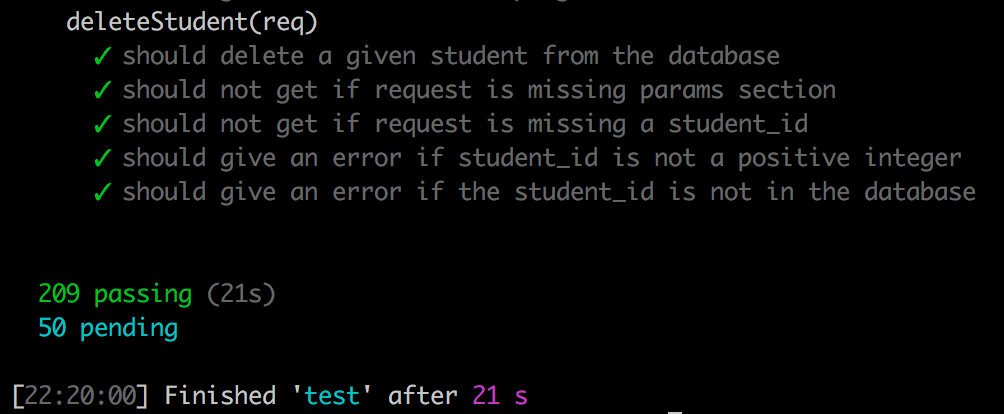 deleteStudent(req)
✓ should delete a given student from the database
✓ should not get if request is missing params section
✓ should not get if request is missing a student_id
✓ should give an error if student_id is not a positive integer
✓ should give an error if the student_id is not in the database
209 passing (21s)
50 pending
[22:20:00] Finished 'test' after 21 s